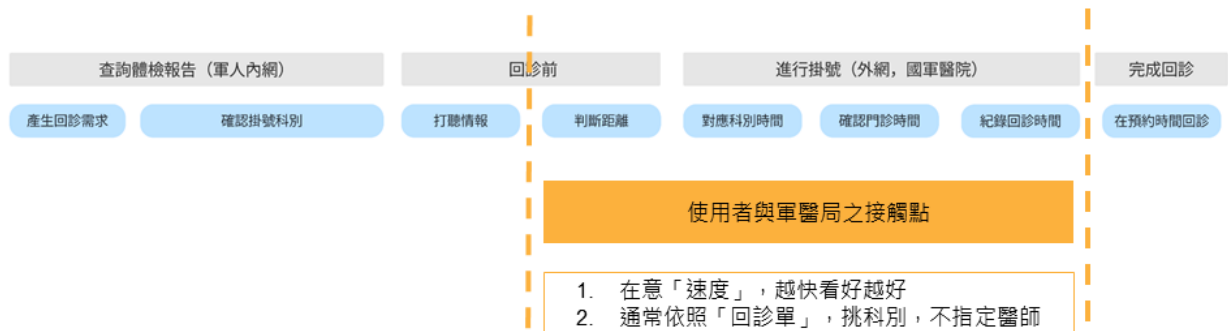 查詢體檢報告（軍人內網）
回診前
進行掛號（外網，國軍醫院）
完成回診
產生回診需求
確認掛號科別
打聽情報
判斷距離
對應科別時間
確認門診時間
紀錄回診時間
在預約時間回診
使用者與軍醫局之接觸點
1. 在意「速度」，越快看好越好
2. 通常依照「回診單」，挑科別，不指定醫師